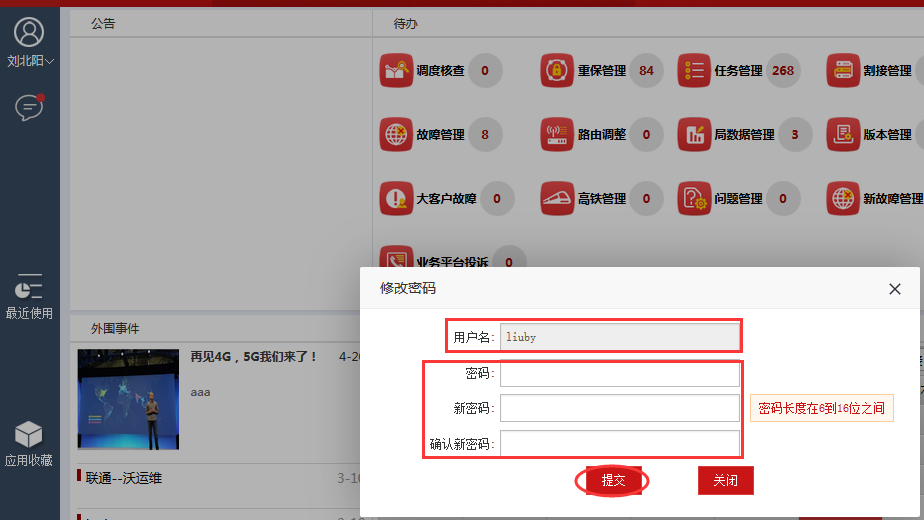 刘北阳
最近使用
应用收藏
公告
待办
调度核查 0
重保管理 84
任务管理 268
割接管理
故障管理 8
路由调整 0
局数据管理 3
版本管理
大客户故障 0
高铁管理 0
问题管理 0
新故障管理
业务平台投诉 0
外围事件
再见4G，5G我们来了！ 4-20
aaa
联通--沃运维 3-10
修改密码
用户名: liuby
密码:
新密码:
密码长度在6到16位之间
确认新密码:
提交
关闭